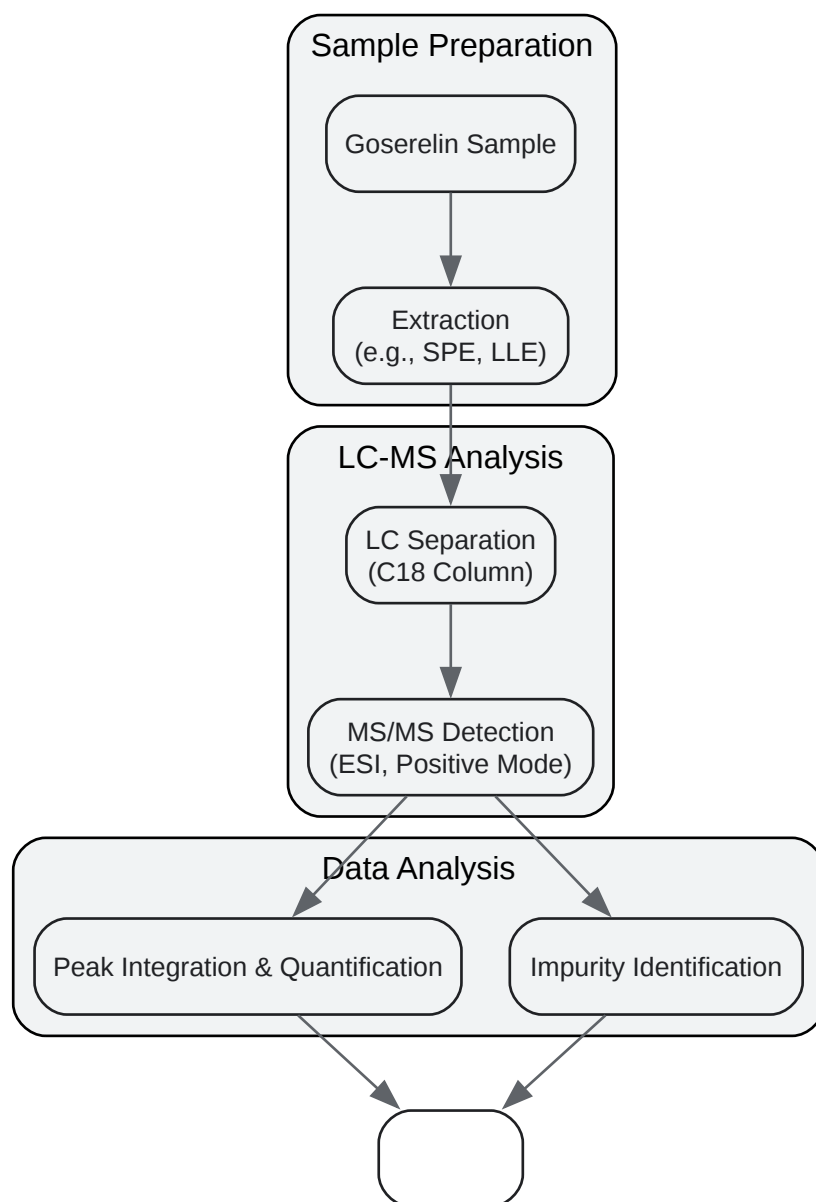 Sample Preparation
Goserelin Sample
Extraction
(e.g., SPE, LLE)
LC-MS Analysis
LC Separation
(C18 Column)
MS/MS Detection
(ESI, Positive Mode)
Data Analysis
Peak Integration & Quantification
Impurity Identification